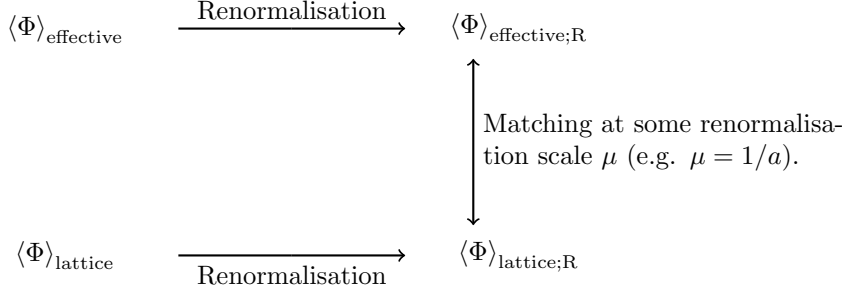 ⟨Φ⟩effective Renormalisation ⟨Φ⟩effective;R
Matching at some renormalisa-
tion scale μ (e.g. μ = 1/a).
⟨Φ⟩lattice Renormalisation ⟨Φ⟩lattice;R